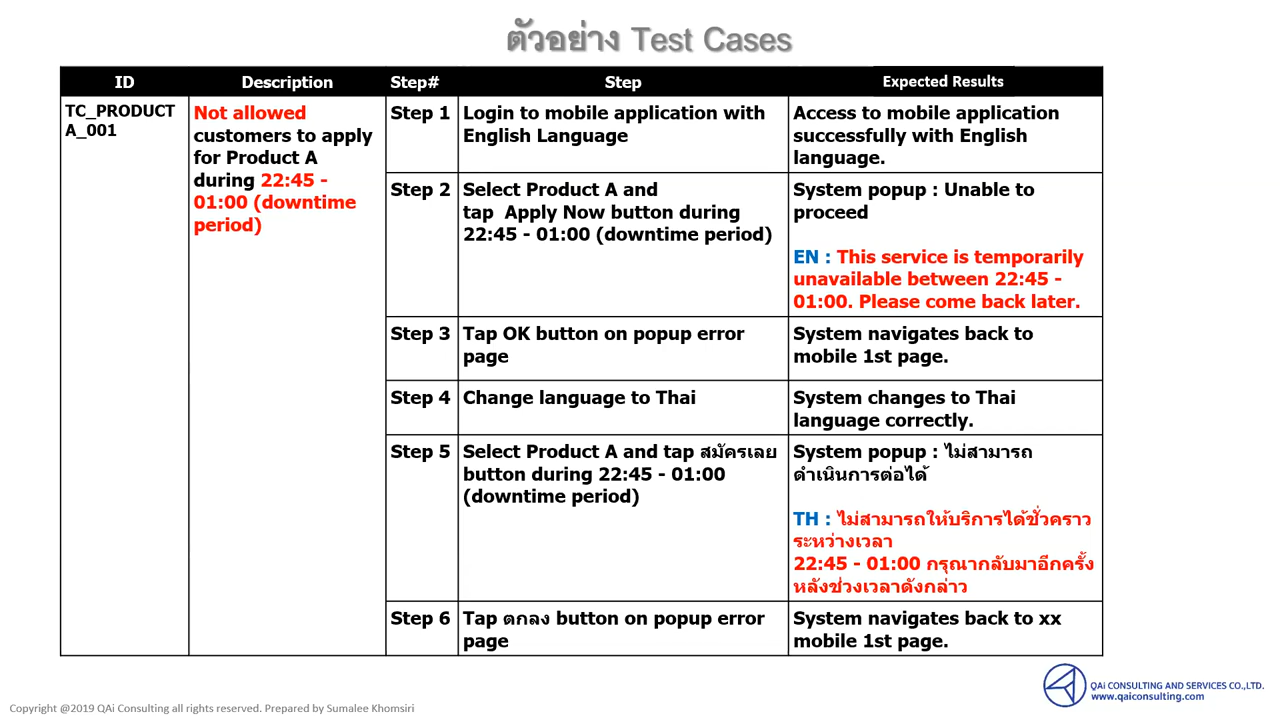 ตัวอย่าง Test Cases
ID Description Step# Step Expected Results
TC_PRODUCT
A_001
Not allowed
customers to apply
for Product A
during 22:45 -
01:00 (downtime
period)
Step 1
Login to mobile application with
English Language
Access to mobile application
successfully with English
language.
Step 2
Select Product A and
tap Apply Now button during
22:45 - 01:00 (downtime period)
System popup : Unable to
proceed
EN : This service is temporarily
unavailable between 22:45 -
01:00. Please come back later.
Step 3
Tap OK button on popup error
page
System navigates back to
mobile 1st page.
Step 4
Change language to Thai
System changes to Thai
language correctly.
Step 5
Select Product A and tap สมัครเลย
button during 22:45 - 01:00
(downtime period)
System popup : ไม่สามารถ
ดำเนินการต่อได้
TH : ไม่สามารถให้บริการได้ชั่วคราว
ระหว่างเวลา
22:45 - 01:00 กรุณากลับมาอีกครั้ง
หลังช่วงเวลาดังกล่าว
Step 6
Tap ตกลง button on popup error
page
System navigates back to xx
mobile 1st page.
QAi CONSULTING AND SERVICES CO.,LTD.
www.qaiconsulting.com
Copyright @2019 QAi Consulting all rights reserved. Prepared by Sumalee Khomsiri